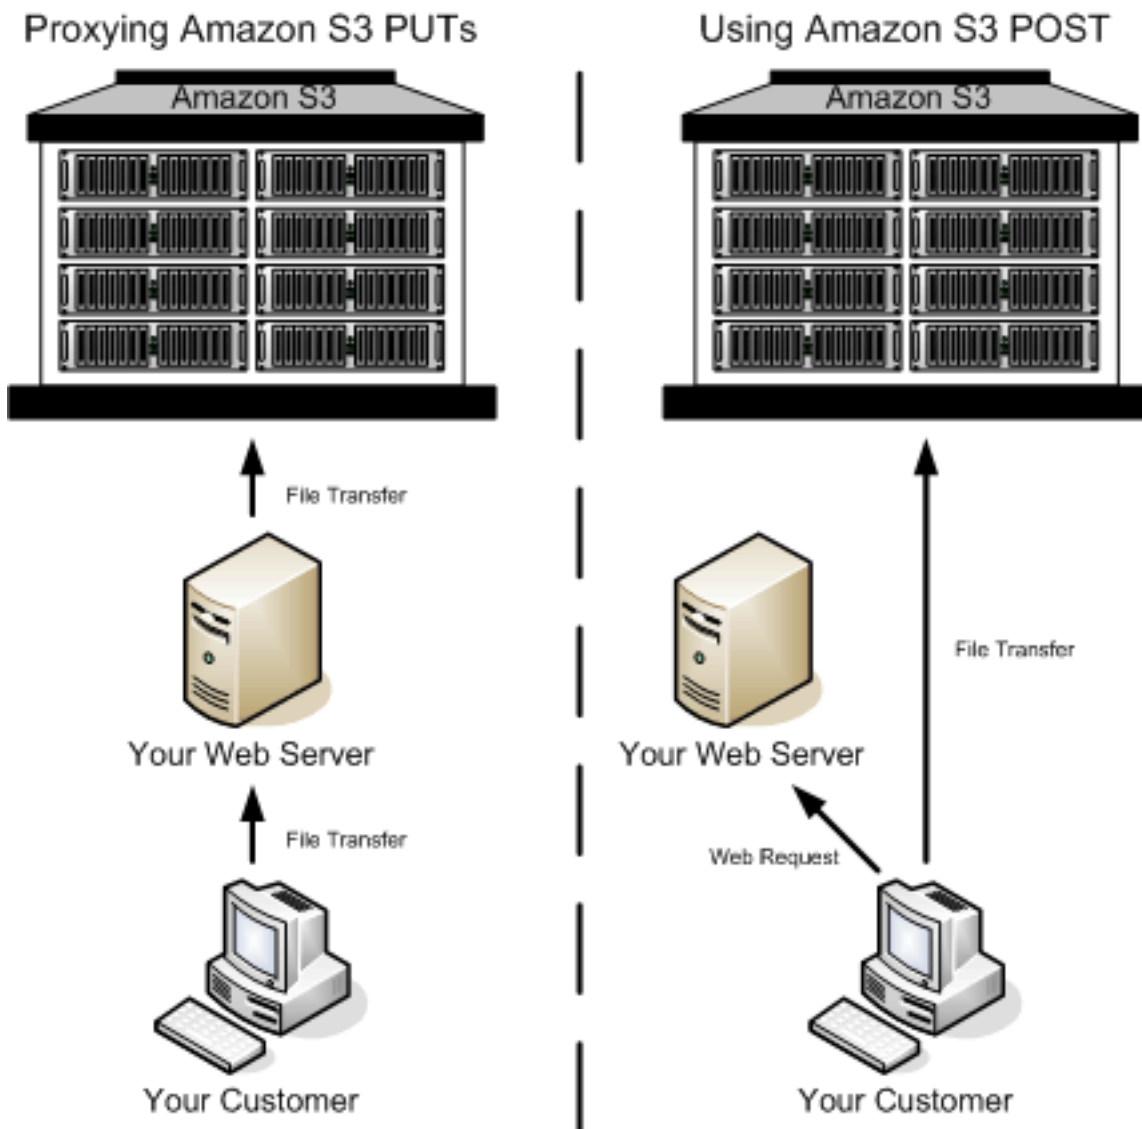 Proxying Amazon S3 PUTs
Amazon S3
File Transfer
Your Web Server
File Transfer
Your Customer
Using Amazon S3 POST
Amazon S3
File Transfer
Your Web Server
Web Request
Your Customer